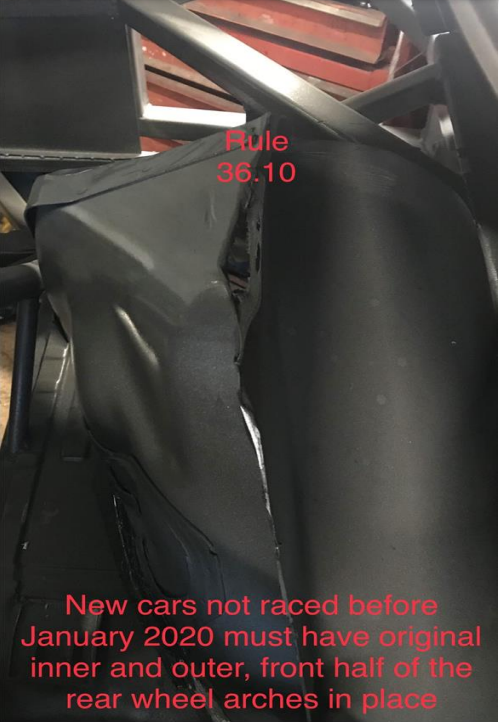 Rule
36.10
New cars not raced before
January 2020 must have original
inner and outer, front half of the
rear wheel arches in place